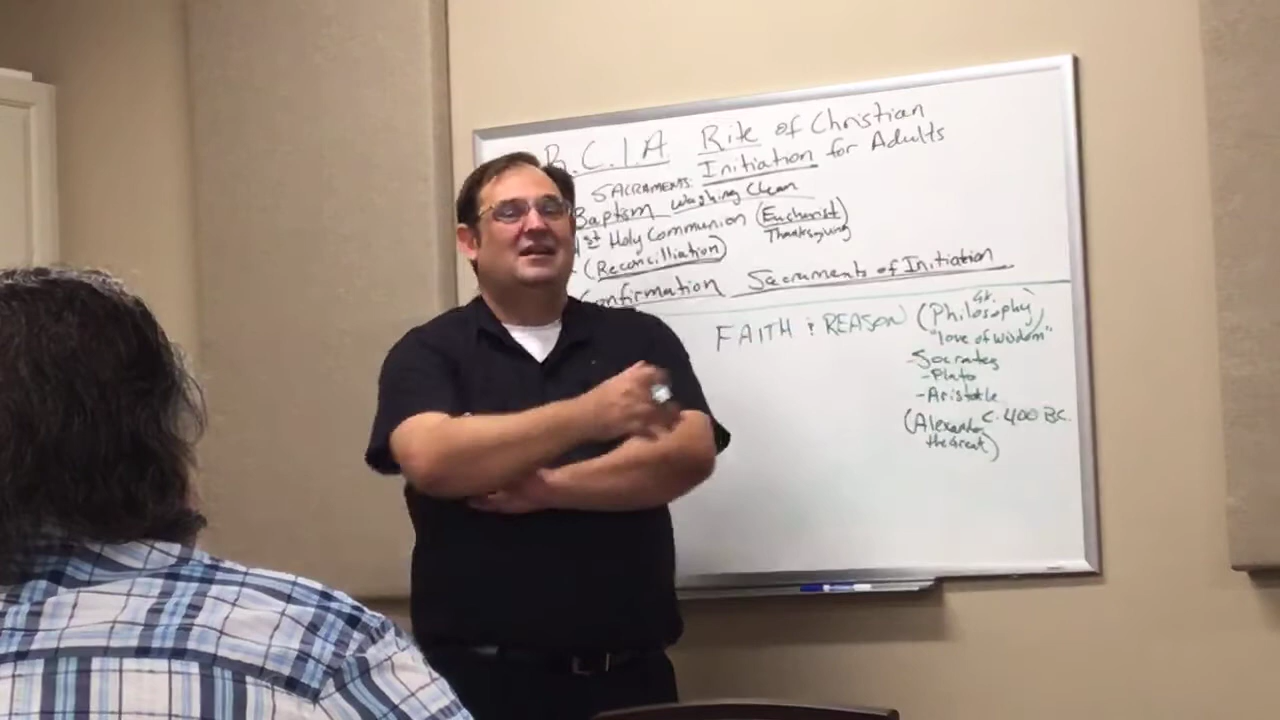 R.C.I.A Rite of Christian
Initiation for Adults
SACRAMENTS:
Baptism washing clean
1st Holy Communion (Eucharist)
Thanksgiving
(Reconcilliation)
Confirmation Sacraments of Initiation
FAITH & REASON (Philosophy)
Gk.
"love of wisdom"
- Socrates
- Plato
- Aristotle
c. 400 BC.
(Alexander
the Great)